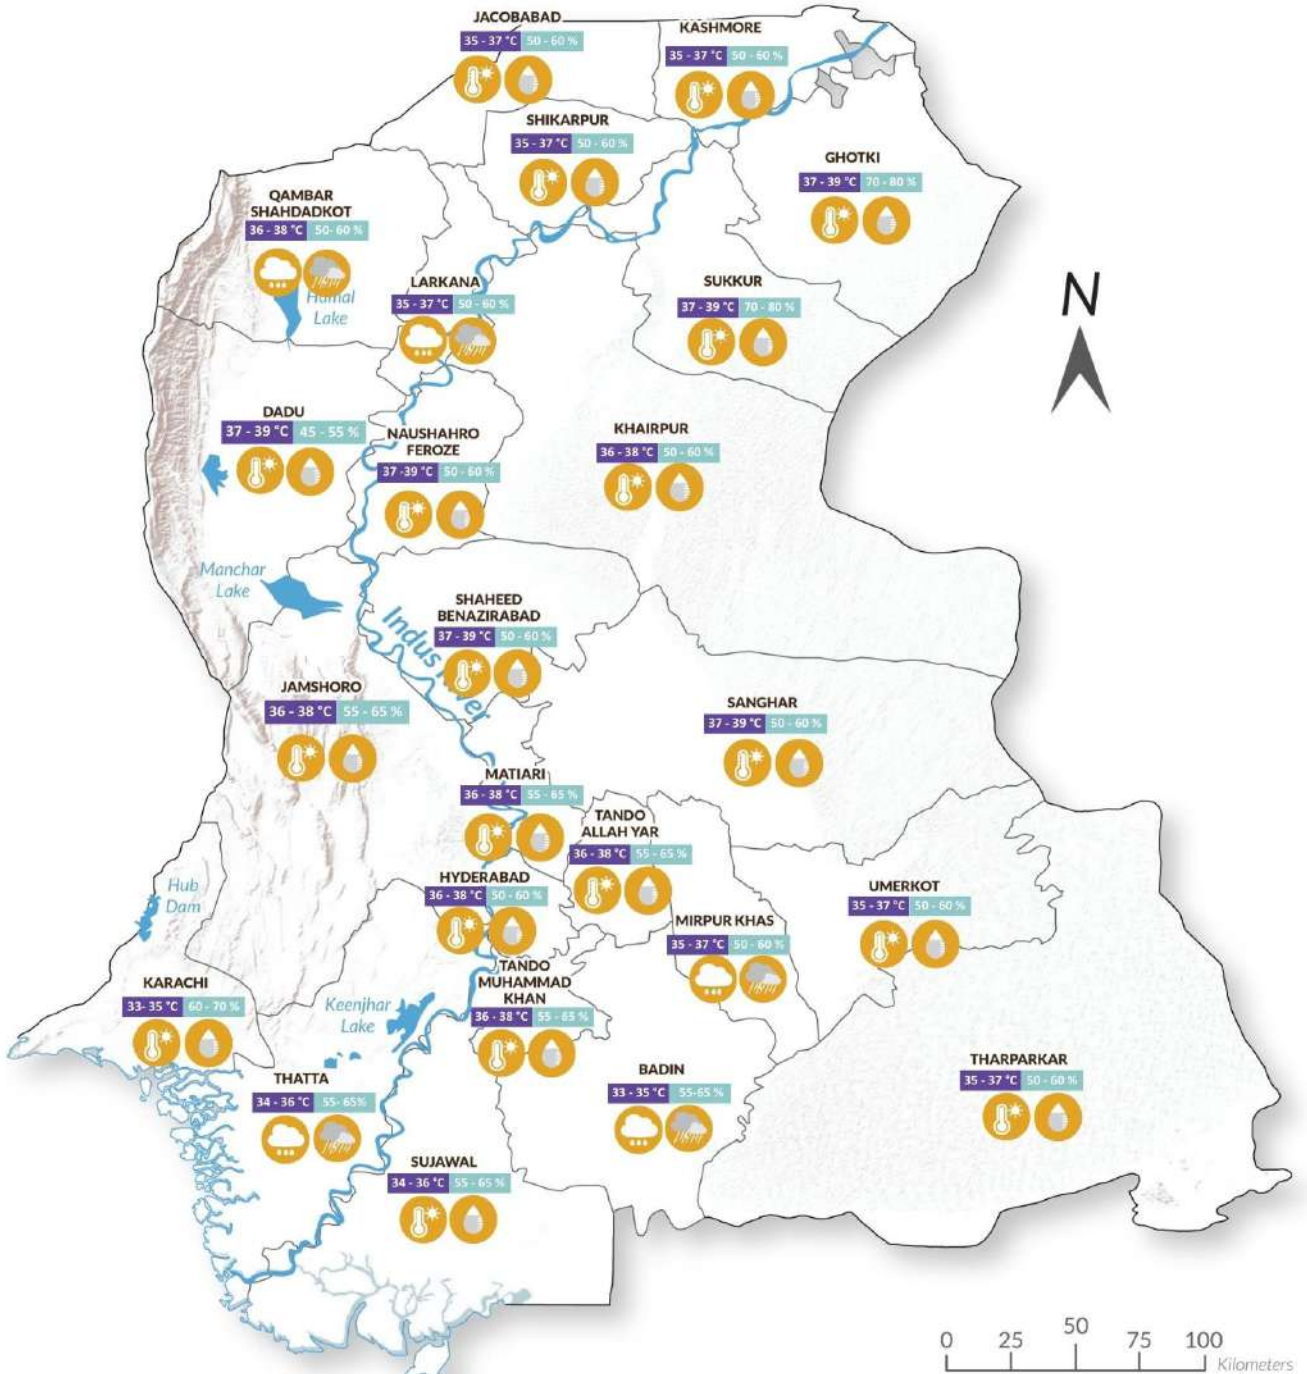 JACOBABAD
35 - 37 °C 50 - 60 %
KASHMORE
35 - 37 °C 50 - 60 %
SHIKARPUR
35 - 37 °C 50 - 60 %
GHOTKI
37 - 39 °C 70 - 80 %
QAMBAR
SHAHDADKOT
36 - 38 °C 50- 60 %
Hamal
Lake
LARKANA
35 - 37 °C 50 - 60 %
SUKKUR
37 - 39 °C 70 - 80 %
N
DADU
37 - 39 °C 45 - 55 %
NAUSHAHRO
FEROZE
37 -39 °C 50 - 60 %
KHAIRPUR
36 - 38 °C 50 - 60 %
Manchar
Lake
SHAHEED
BENAZIRABAD
37 - 39 °C 50 - 60 %
Indus River
JAMSHORO
36 - 38 °C 55 - 65 %
SANGHAR
37 - 39 °C 50 - 60 %
MATIARI
36 - 38 °C 55 - 65 %
TANDO
ALLAH YAR
36 - 38 °C 55 - 65 %
HYDERABAD
36 - 38 °C 50 - 60 %
Hub
Dam
UMERKOT
35 - 37 °C 50 - 60 %
MIRPUR KHAS
35 - 37 °C 50 - 60 %
TANDO
MUHAMMAD
KHAN
36 - 38 °C 55 - 65 %
KARACHI
33- 35 °C 60 - 70 %
Keenjhar
Lake
THARPARKAR
35 - 37 °C 50 - 60 %
BADIN
33 - 35 °C 55-65 %
THATTA
34 - 36 °C 55- 65%
SUJAWAL
34 - 36 °C 55 - 65 %
0 25 50 75 100
Kilometers